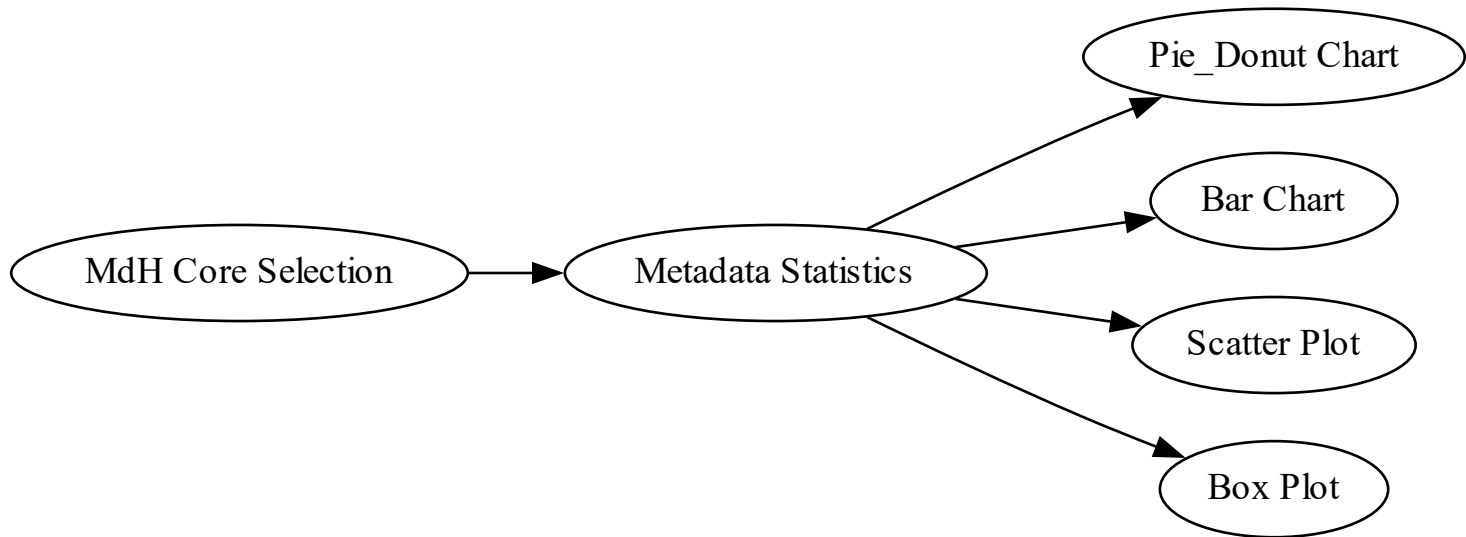 Pie_Donut Chart
Bar Chart
MdH Core Selection
Metadata Statistics
Scatter Plot
Box Plot